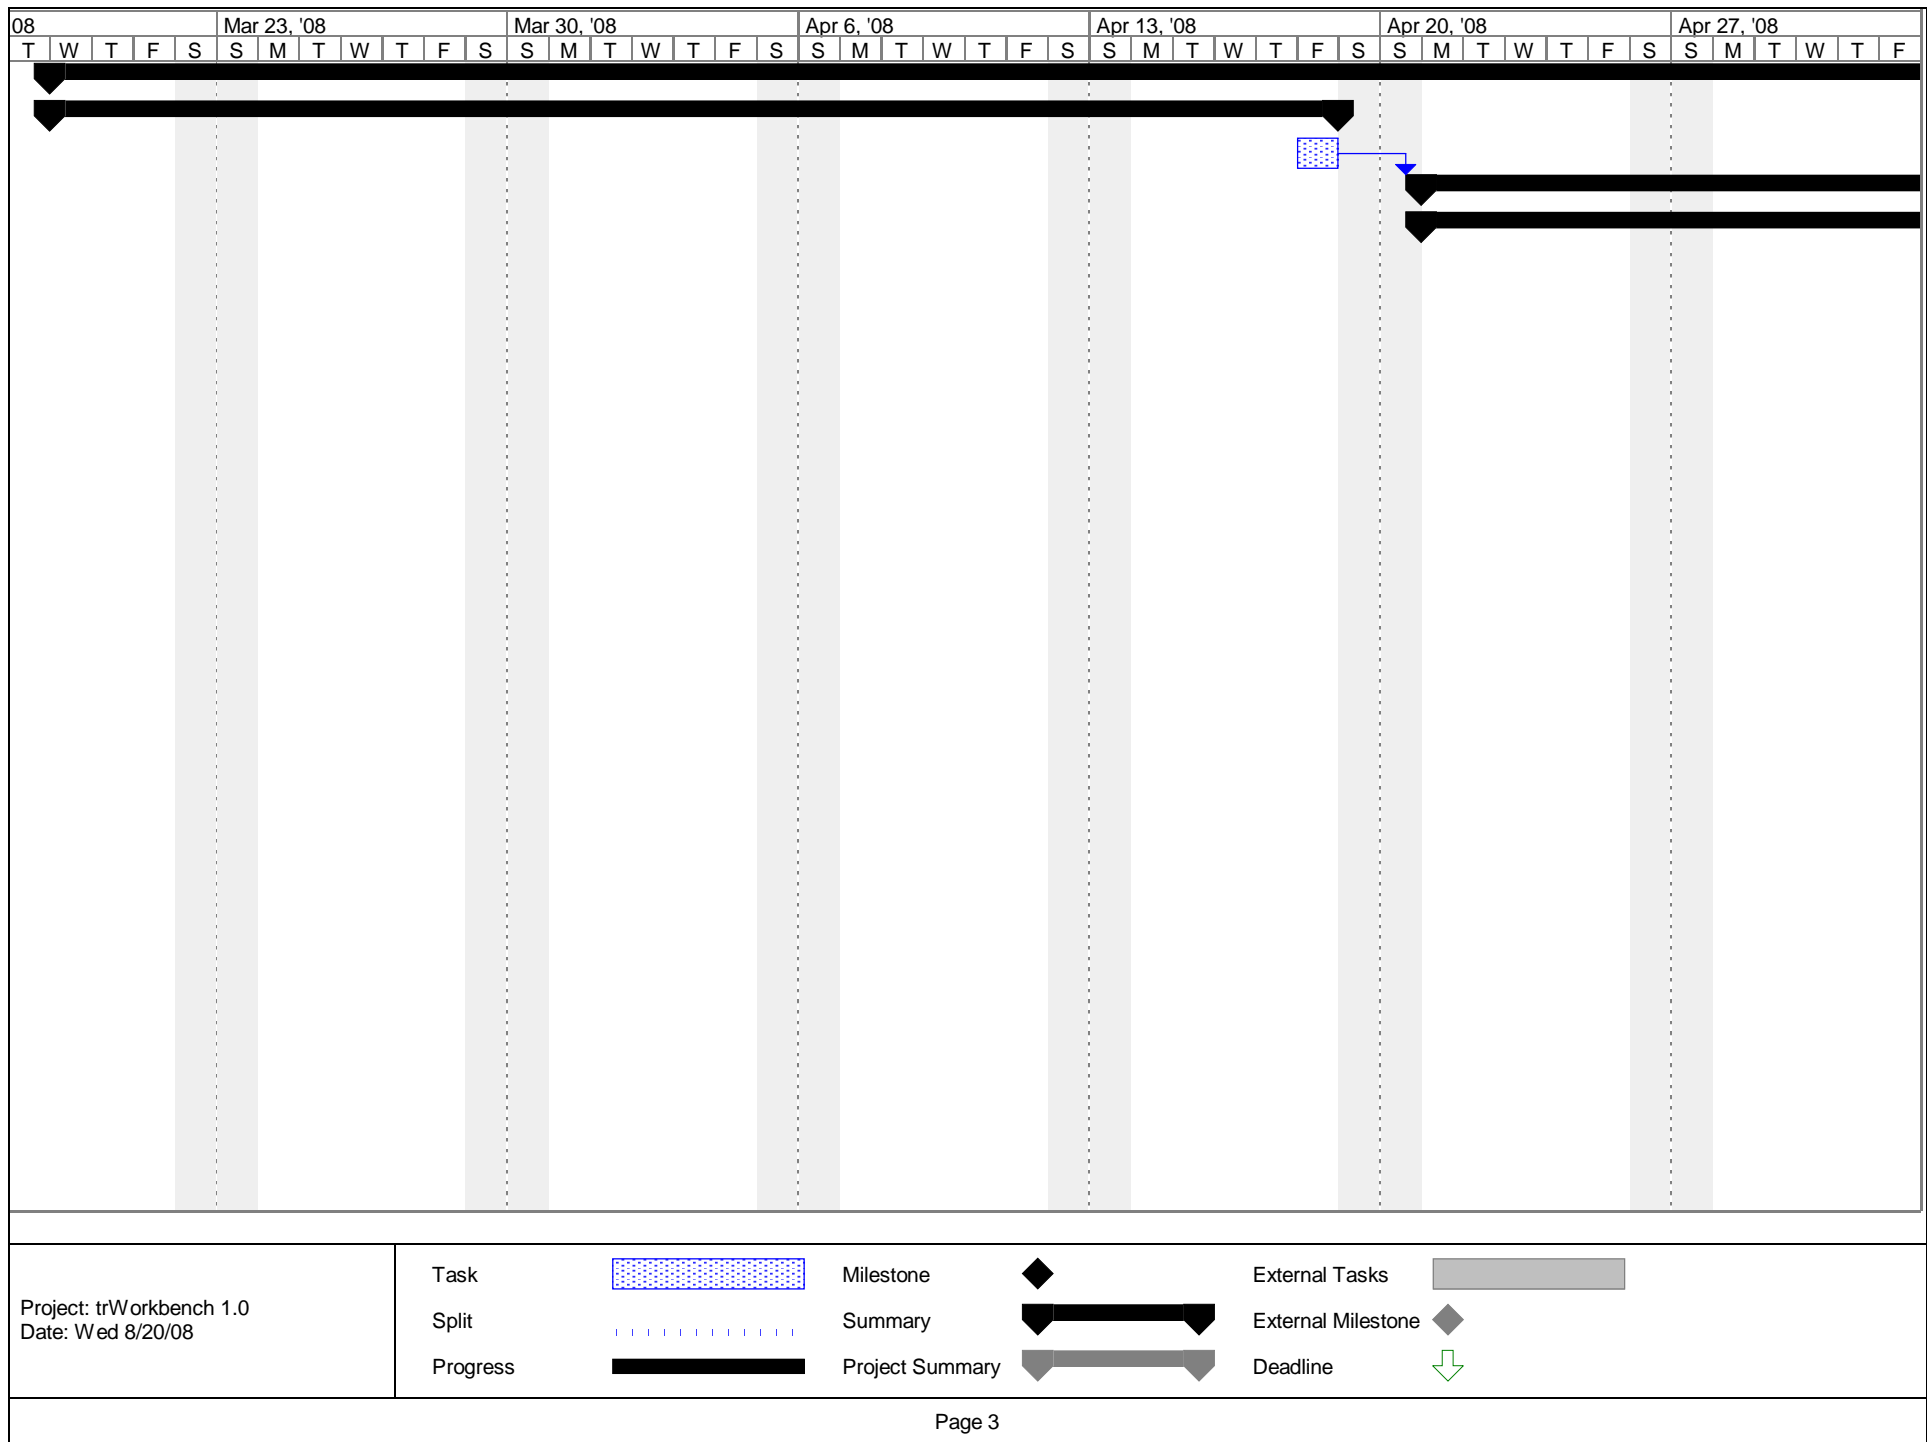 08 Mar 23, '08 Mar 30, '08 Apr 6, '08 Apr 13, '08 Apr 20, '08 Apr 27, '08
T W T F S S M T W T F S S M T W T F S S M T W T F S S M T W T F S S M T W T F S S M T W T F
Task Milestone External Tasks
Project: trWorkbench 1.0
Date: Wed 8/20/08
Split Summary External Milestone
Progress Project Summary Deadline
Page 3